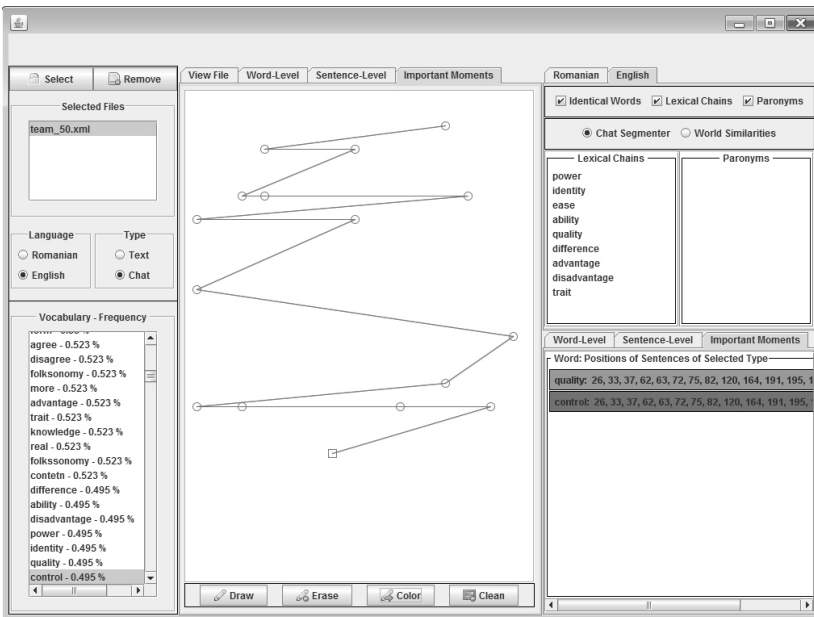 Select Remove
Selected Files
team_50.xml
Language Type
Romanian Text
English Chat
Vocabulary - Frequency
agree - 0.523 %
disagree - 0.523 %
folksonomy - 0.523 %
more - 0.523 %
advantage - 0.523 %
trait - 0.523 %
knowledge - 0.523 %
real - 0.523 %
folkssonomy - 0.523 %
contetn - 0.523 %
difference - 0.495 %
ability - 0.495 %
disadvantage - 0.495 %
power - 0.495 %
identity - 0.495 %
quality - 0.495 %
control - 0.495 %
View File Word-Level Sentence-Level Important Moments
Draw Erase Color Clean
Romanian English
Identical Words Lexical Chains Paronyms
Chat Segmenter World Similarities
Lexical Chains Paronyms
power
identity
ease
ability
quality
difference
advantage
disadvantage
trait
Word-Level Sentence-Level Important Moments
Word: Positions of Sentences of Selected Type
quality: 26, 33, 37, 62, 63, 72, 75, 82, 120, 164, 191, 195, 1
control: 26, 33, 37, 62, 63, 72, 75, 82, 120, 164, 191, 195,